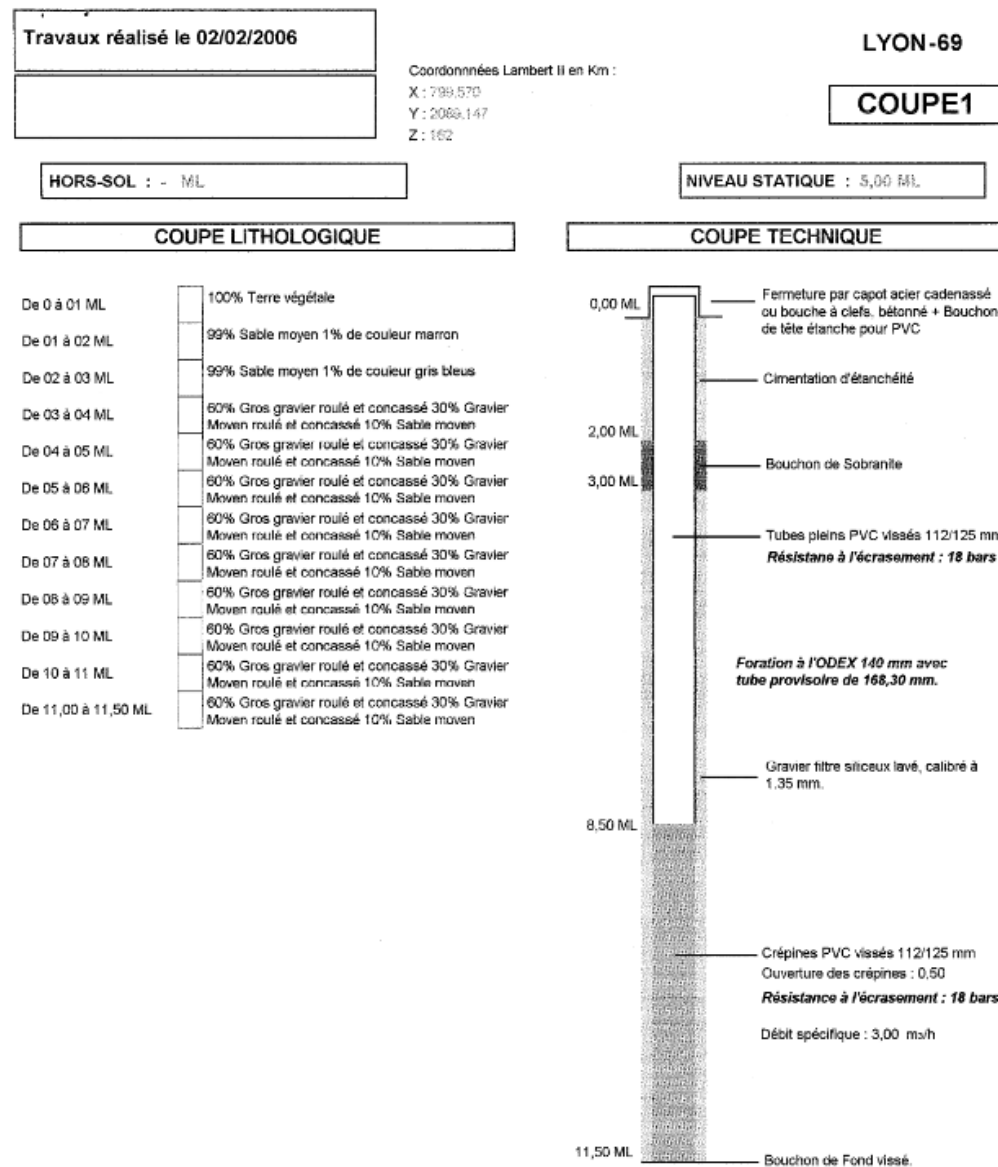 Travaux réalisé le 02/02/2006
Coordonnnées Lambert II en Km :
X : 799.570
Y : 2089.147
Z : 162
LYON-69
COUPE1
HORS-SOL : - ML
NIVEAU STATIQUE : 5,00 ML
COUPE LITHOLOGIQUE
De 0 à 01 ML
100% Terre végétale
De 01 à 02 ML
99% Sable moyen 1% de couleur marron
De 02 à 03 ML
99% Sable moyen 1% de couleur gris bleus
De 03 à 04 ML
60% Gros gravier roulé et concassé 30% Gravier
Moyen roulé et concassé 10% Sable moyen
De 04 à 05 ML
60% Gros gravier roulé et concassé 30% Gravier
Moyen roulé et concassé 10% Sable moyen
De 05 à 06 ML
60% Gros gravier roulé et concassé 30% Gravier
Moyen roulé et concassé 10% Sable moyen
De 06 à 07 ML
60% Gros gravier roulé et concassé 30% Gravier
Moyen roulé et concassé 10% Sable moyen
De 07 à 08 ML
60% Gros gravier roulé et concassé 30% Gravier
Moyen roulé et concassé 10% Sable moyen
De 08 à 09 ML
60% Gros gravier roulé et concassé 30% Gravier
Moyen roulé et concassé 10% Sable moyen
De 09 à 10 ML
60% Gros gravier roulé et concassé 30% Gravier
Moyen roulé et concassé 10% Sable moyen
De 10 à 11 ML
60% Gros gravier roulé et concassé 30% Gravier
Moyen roulé et concassé 10% Sable moyen
De 11,00 à 11,50 ML
60% Gros gravier roulé et concassé 30% Gravier
Moyen roulé et concassé 10% Sable moyen
COUPE TECHNIQUE
0,00 ML
Fermeture par capot acier cadenassé
ou bouche à clefs. bétonné + Bouchon
de tête étanche pour PVC
Cimentation d'étanchéité
2,00 ML
Bouchon de Sobranite
3,00 ML
Tubes pleins PVC vissés 112/125 mm
Résistane à l'écrasement : 18 bars
Foration à l'ODEX 140 mm avec
tube provisoire de 168,30 mm.
Gravier filtre siliceux lavé, calibré à
1,35 mm.
8,50 ML
Crépines PVC vissés 112/125 mm
Ouverture des crépines : 0,50
Résistance à l'écrasement : 18 bars
Débit spécifique : 3,00 m3/h
11,50 ML
Bouchon de Fond vissé.